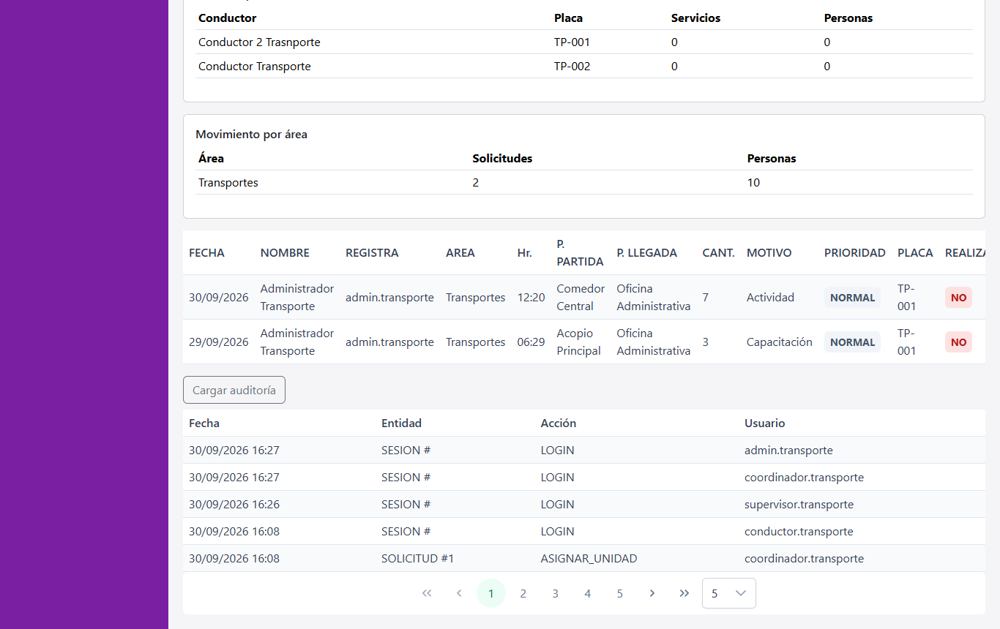 Conductor Placa Servicios Personas
Conductor 2 Trasnporte TP-001 0 0
Conductor Transporte TP-002 0 0
Movimiento por área
Área Solicitudes Personas
Transportes 2 10
FECHA NOMBRE REGISTRA AREA Hr. P. PARTIDA P. LLEGADA CANT. MOTIVO PRIORIDAD PLACA REALIZA
30/09/2026 Administrador Transporte admin.transporte Transportes 12:20 Comedor Central Oficina Administrativa 7 Actividad NORMAL TP-001 NO
29/09/2026 Administrador Transporte admin.transporte Transportes 06:29 Acopio Principal Oficina Administrativa 3 Capacitación NORMAL TP-001 NO
Cargar auditoría
Fecha Entidad Acción Usuario
30/09/2026 16:27 SESION # LOGIN admin.transporte
30/09/2026 16:27 SESION # LOGIN coordinador.transporte
30/09/2026 16:26 SESION # LOGIN supervisor.transporte
30/09/2026 16:08 SESION # LOGIN conductor.transporte
30/09/2026 16:08 SOLICITUD #1 ASIGNAR_UNIDAD coordinador.transporte
1 2 3 4 5 5